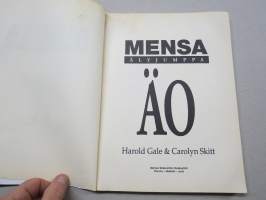 MENSA
ÄLYJUMPPA
ÄO
Harold Gale & Carolyn Skitt